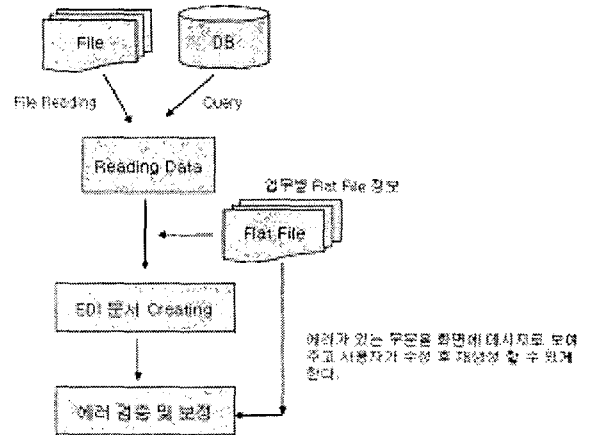 File
DB
File Reading
Query
Reading Data
업무별 Flat File 정보
Flat File
EDI 문서 Creating
에러가 있는 부분을 화면에 메시지로 보여
주고 사용자가 수정 후 재생성 할 수 있게
한다.
에러 검증 및 보정